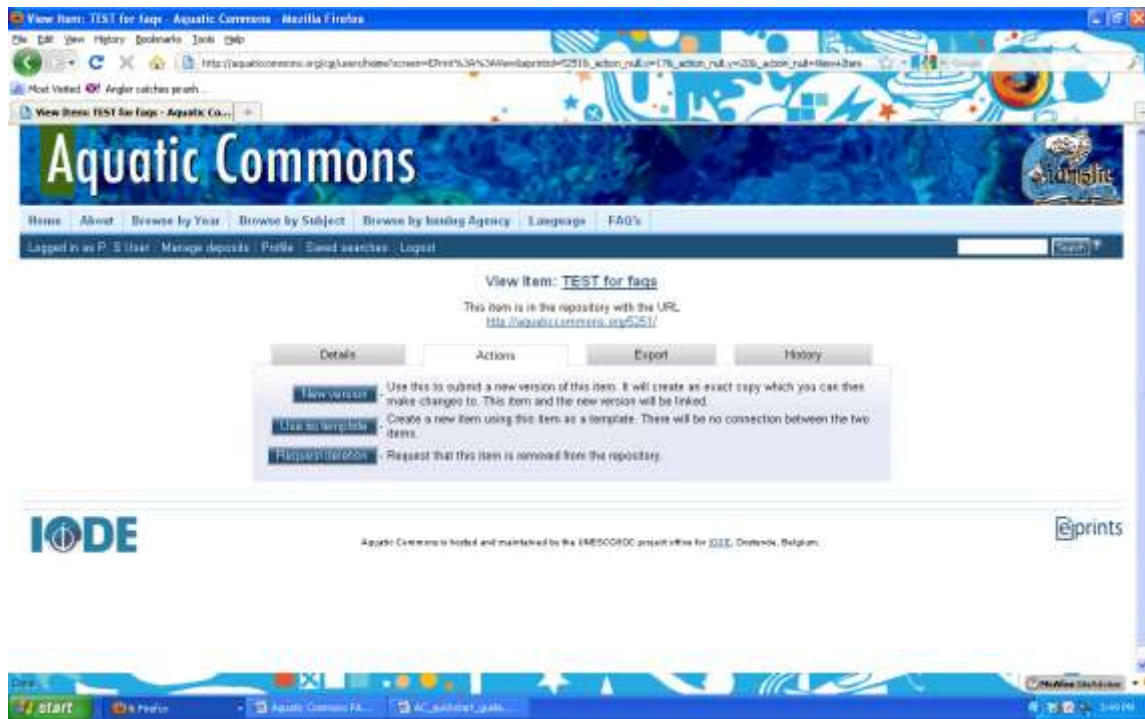 View Item: TEST for faqs - Aquatic Commons - Mozilla Firefox
File Edit View History Bookmarks Tools Help
Most Visited Angler catches piranh...
View Item: TEST for faqs - Aquatic Co...
Aquatic Commons
Home About Browse by Year Browse by Subject Browse by Issuing Agency Language FAQ's
Logged in as P. S User Manage deposits Profile Saved searches Logout Search
View Item: TEST for faqs
This item is in the repository with the URL:
http://aquaticcommons.org/5251/
Details Actions Export History
New version - Use this to submit a new version of this item. It will create an exact copy which you can then
make changes to. This item and the new version will be linked.
Use as template - Create a new item using this item as a template. There will be no connection between the two
items.
Request deletion - Request that this item is removed from the repository.
IODE
eprints
Aquatic Commons is hosted and maintained by the UNESCO/IOC project office for IODE, Oostende, Belgium.
Done
McAfee SiteAdvisor
start Firefox Aquatic Commons FA... AC_quickstart_guide...